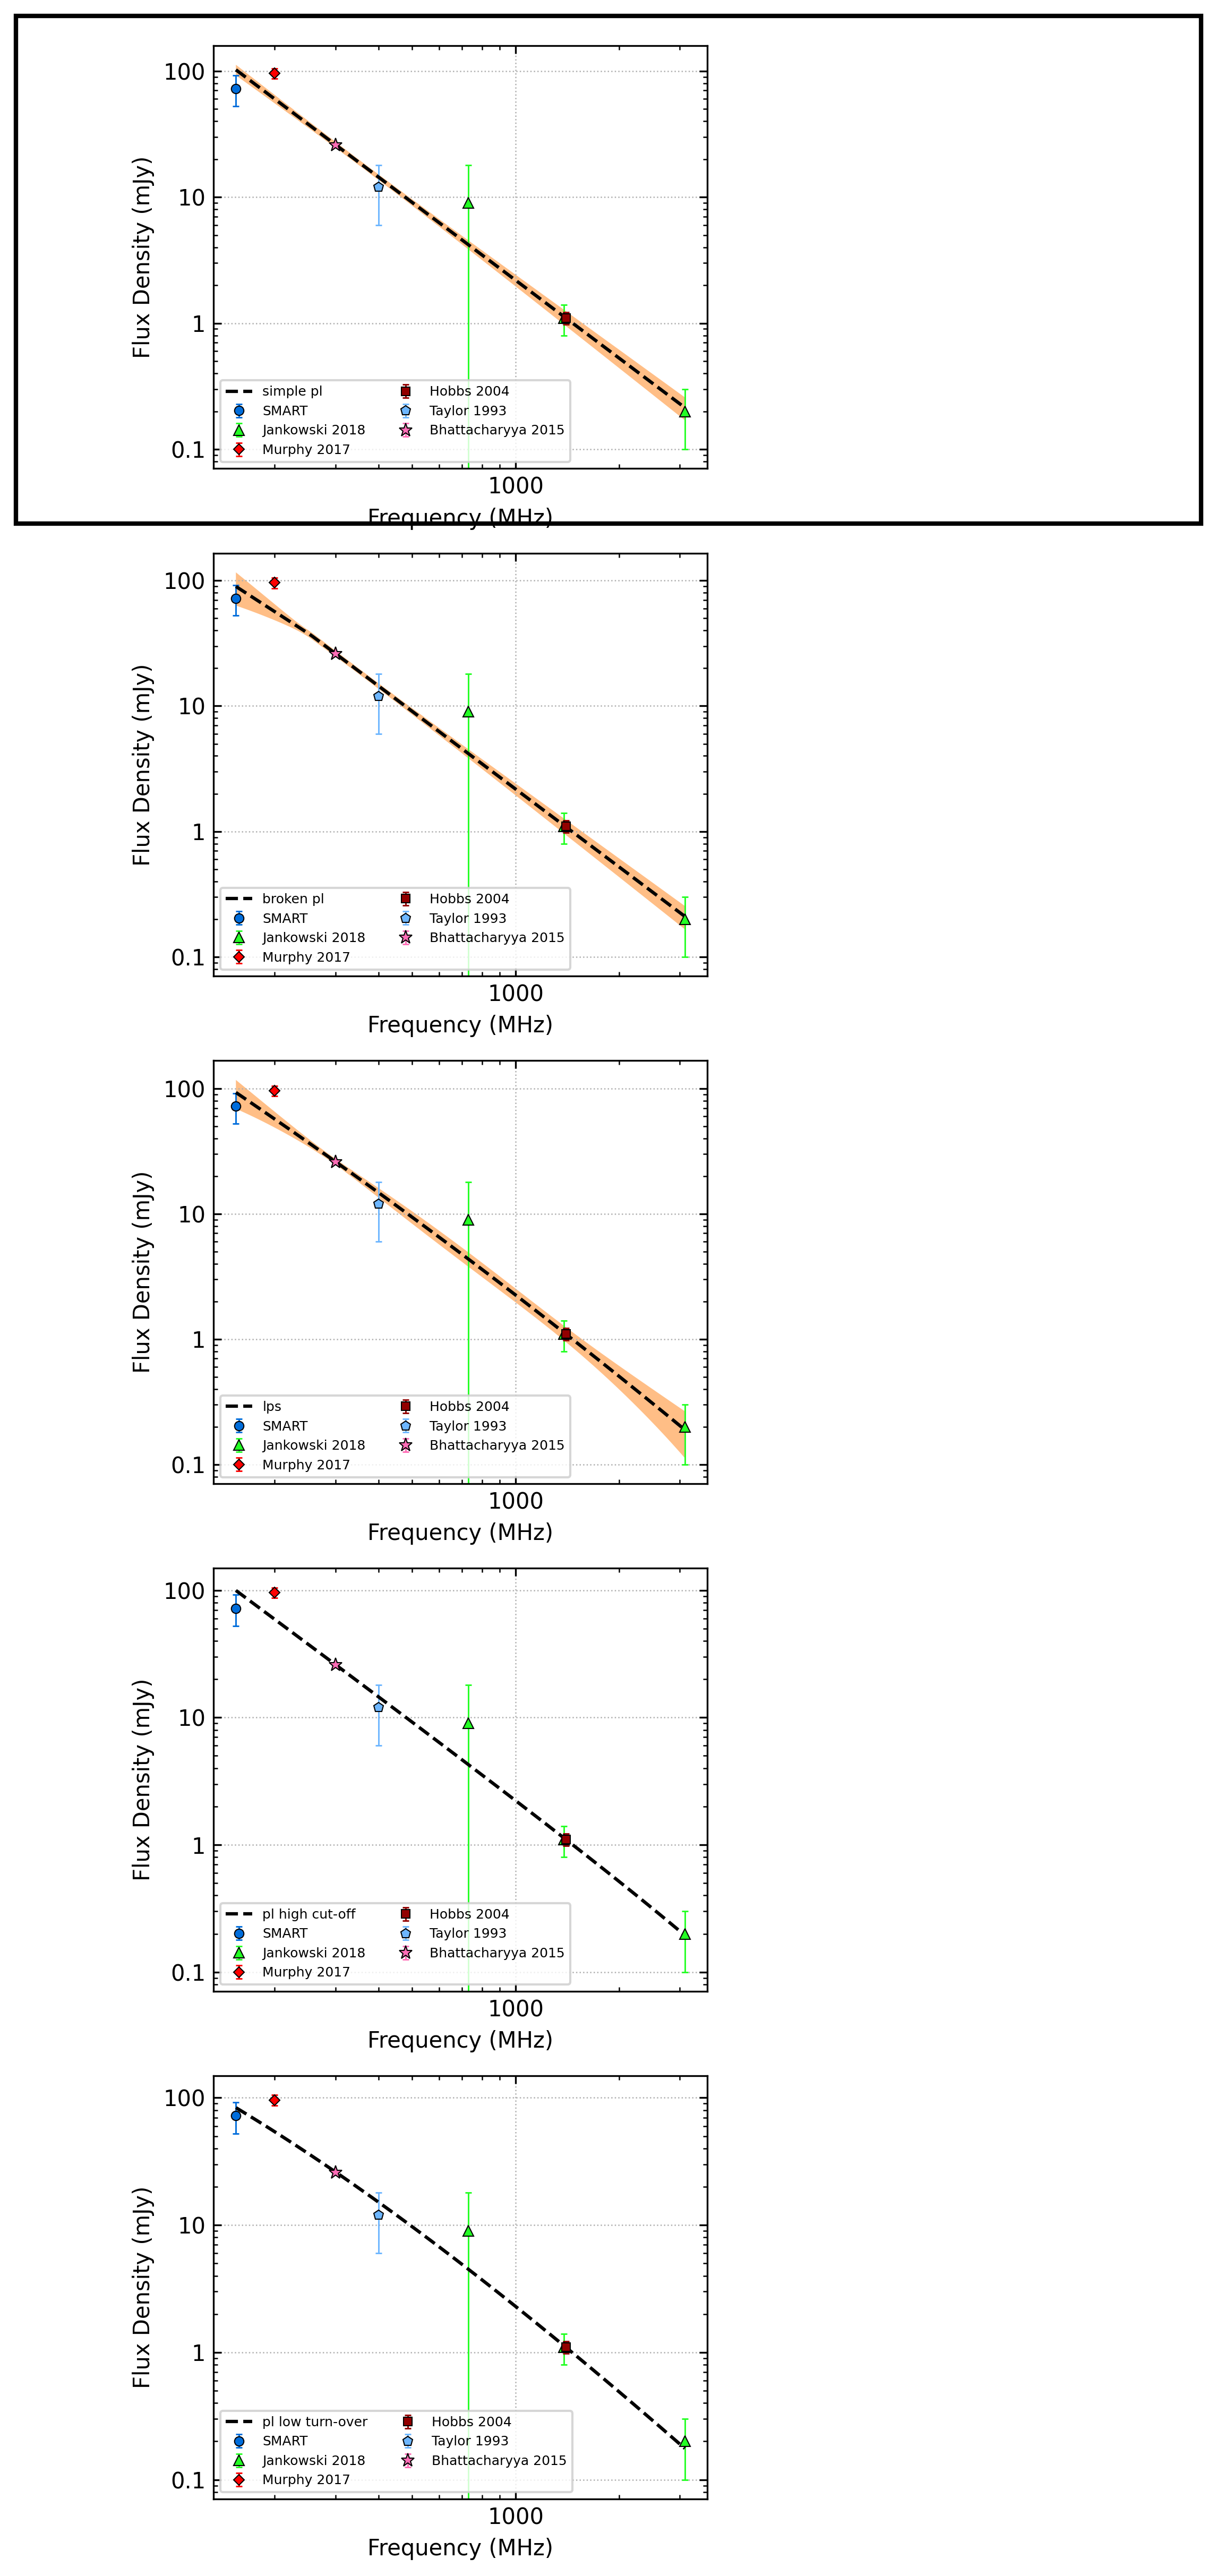 100
10
1
0.1
Flux Density (mJy)
simple pl
SMART
Jankowski 2018
Murphy 2017
Hobbs 2004
Taylor 1993
Bhattacharyya 2015
1000
Frequency (MHz)
100
10
1
0.1
Flux Density (mJy)
broken pl
SMART
Jankowski 2018
Murphy 2017
Hobbs 2004
Taylor 1993
Bhattacharyya 2015
1000
Frequency (MHz)
100
10
1
0.1
Flux Density (mJy)
lps
SMART
Jankowski 2018
Murphy 2017
Hobbs 2004
Taylor 1993
Bhattacharyya 2015
1000
Frequency (MHz)
100
10
1
0.1
Flux Density (mJy)
pl high cut-off
SMART
Jankowski 2018
Murphy 2017
Hobbs 2004
Taylor 1993
Bhattacharyya 2015
1000
Frequency (MHz)
100
10
1
0.1
Flux Density (mJy)
pl low turn-over
SMART
Jankowski 2018
Murphy 2017
Hobbs 2004
Taylor 1993
Bhattacharyya 2015
1000
Frequency (MHz)